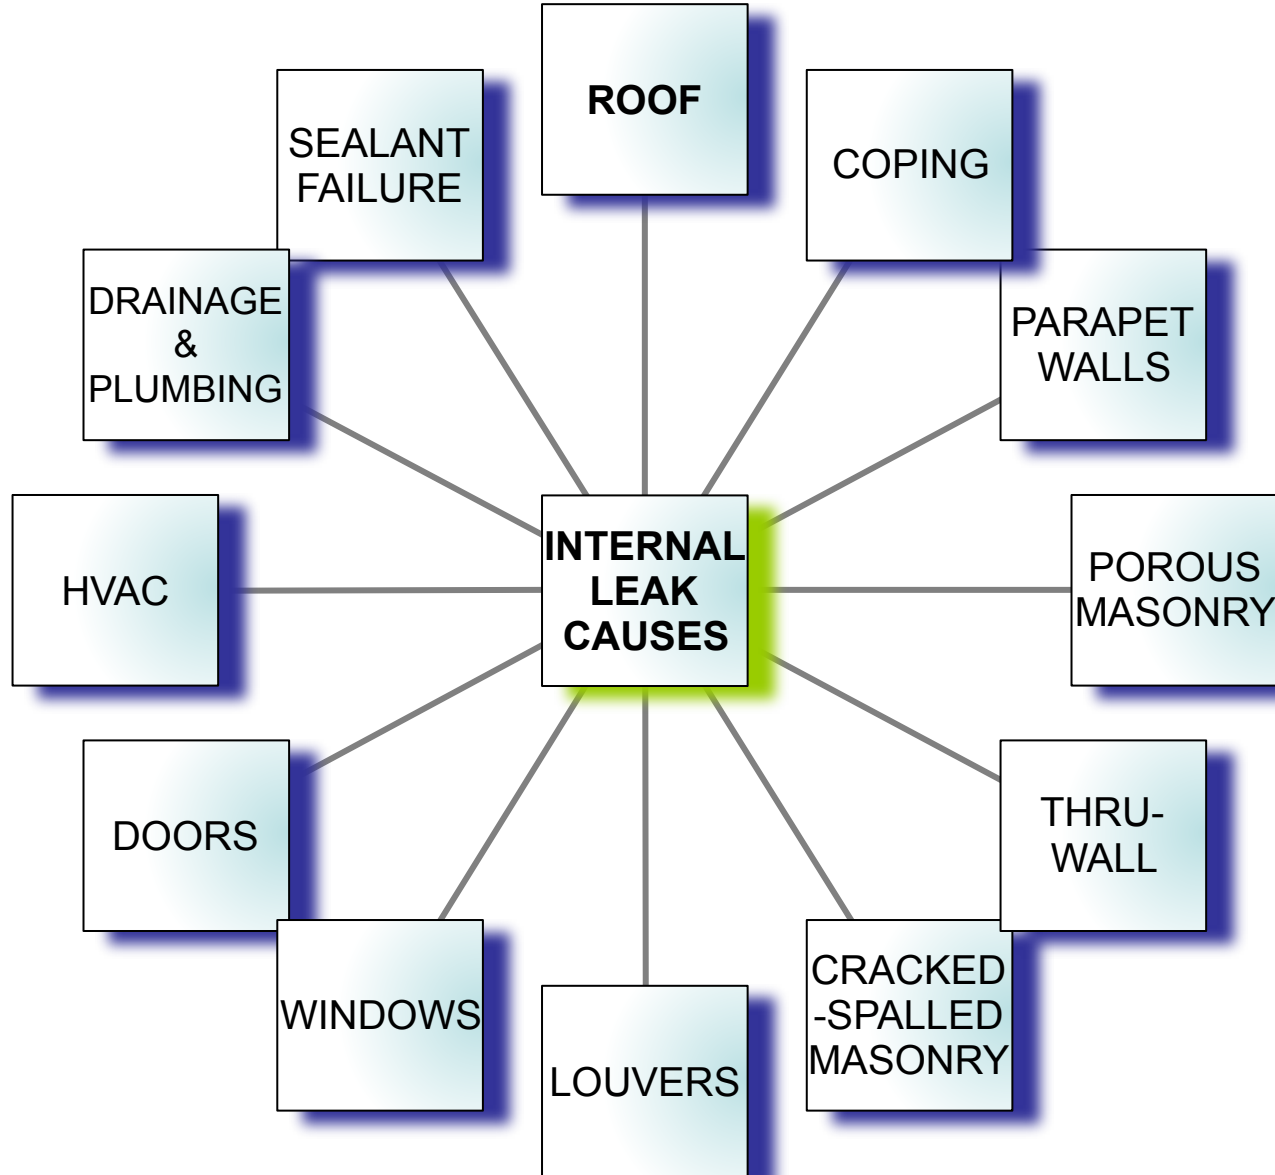 ROOF
COPING
PARAPET
WALLS
POROUS
MASONRY
THRU-
WALL
CRACKED
-SPALLED
MASONRY
LOUVERS
WINDOWS
DOORS
HVAC
DRAINAGE
&
PLUMBING
SEALANT
FAILURE
INTERNAL
LEAK
CAUSES